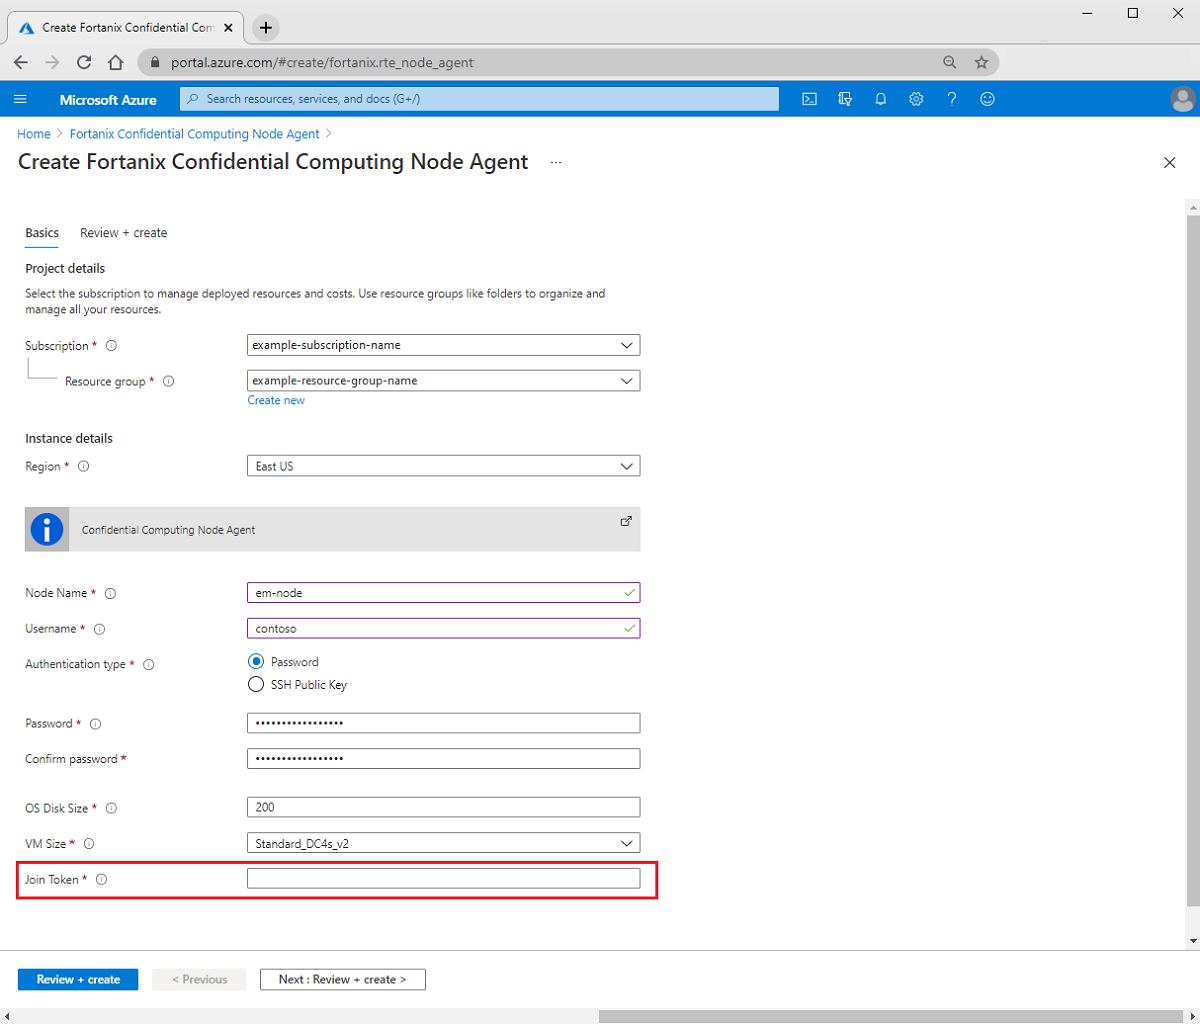 Create Fortanix Confidential Com
portal.azure.com/#create/fortanix.rte_node_agent
Microsoft Azure
Search resources, services, and docs (G+/)
Home > Fortanix Confidential Computing Node Agent >
Create Fortanix Confidential Computing Node Agent ...
Basics Review + create
Project details
Select the subscription to manage deployed resources and costs. Use resource groups like folders to organize and
manage all your resources.
Subscription * example-subscription-name
Resource group * example-resource-group-name
Create new
Instance details
Region * East US
Confidential Computing Node Agent
Node Name * em-node
Username * contoso
Authentication type * Password
SSH Public Key
Password * •••••••••••••••••
Confirm password * •••••••••••••••••
OS Disk Size * 200
VM Size * Standard_DC4s_v2
Join Token *
Review + create < Previous Next : Review + create >